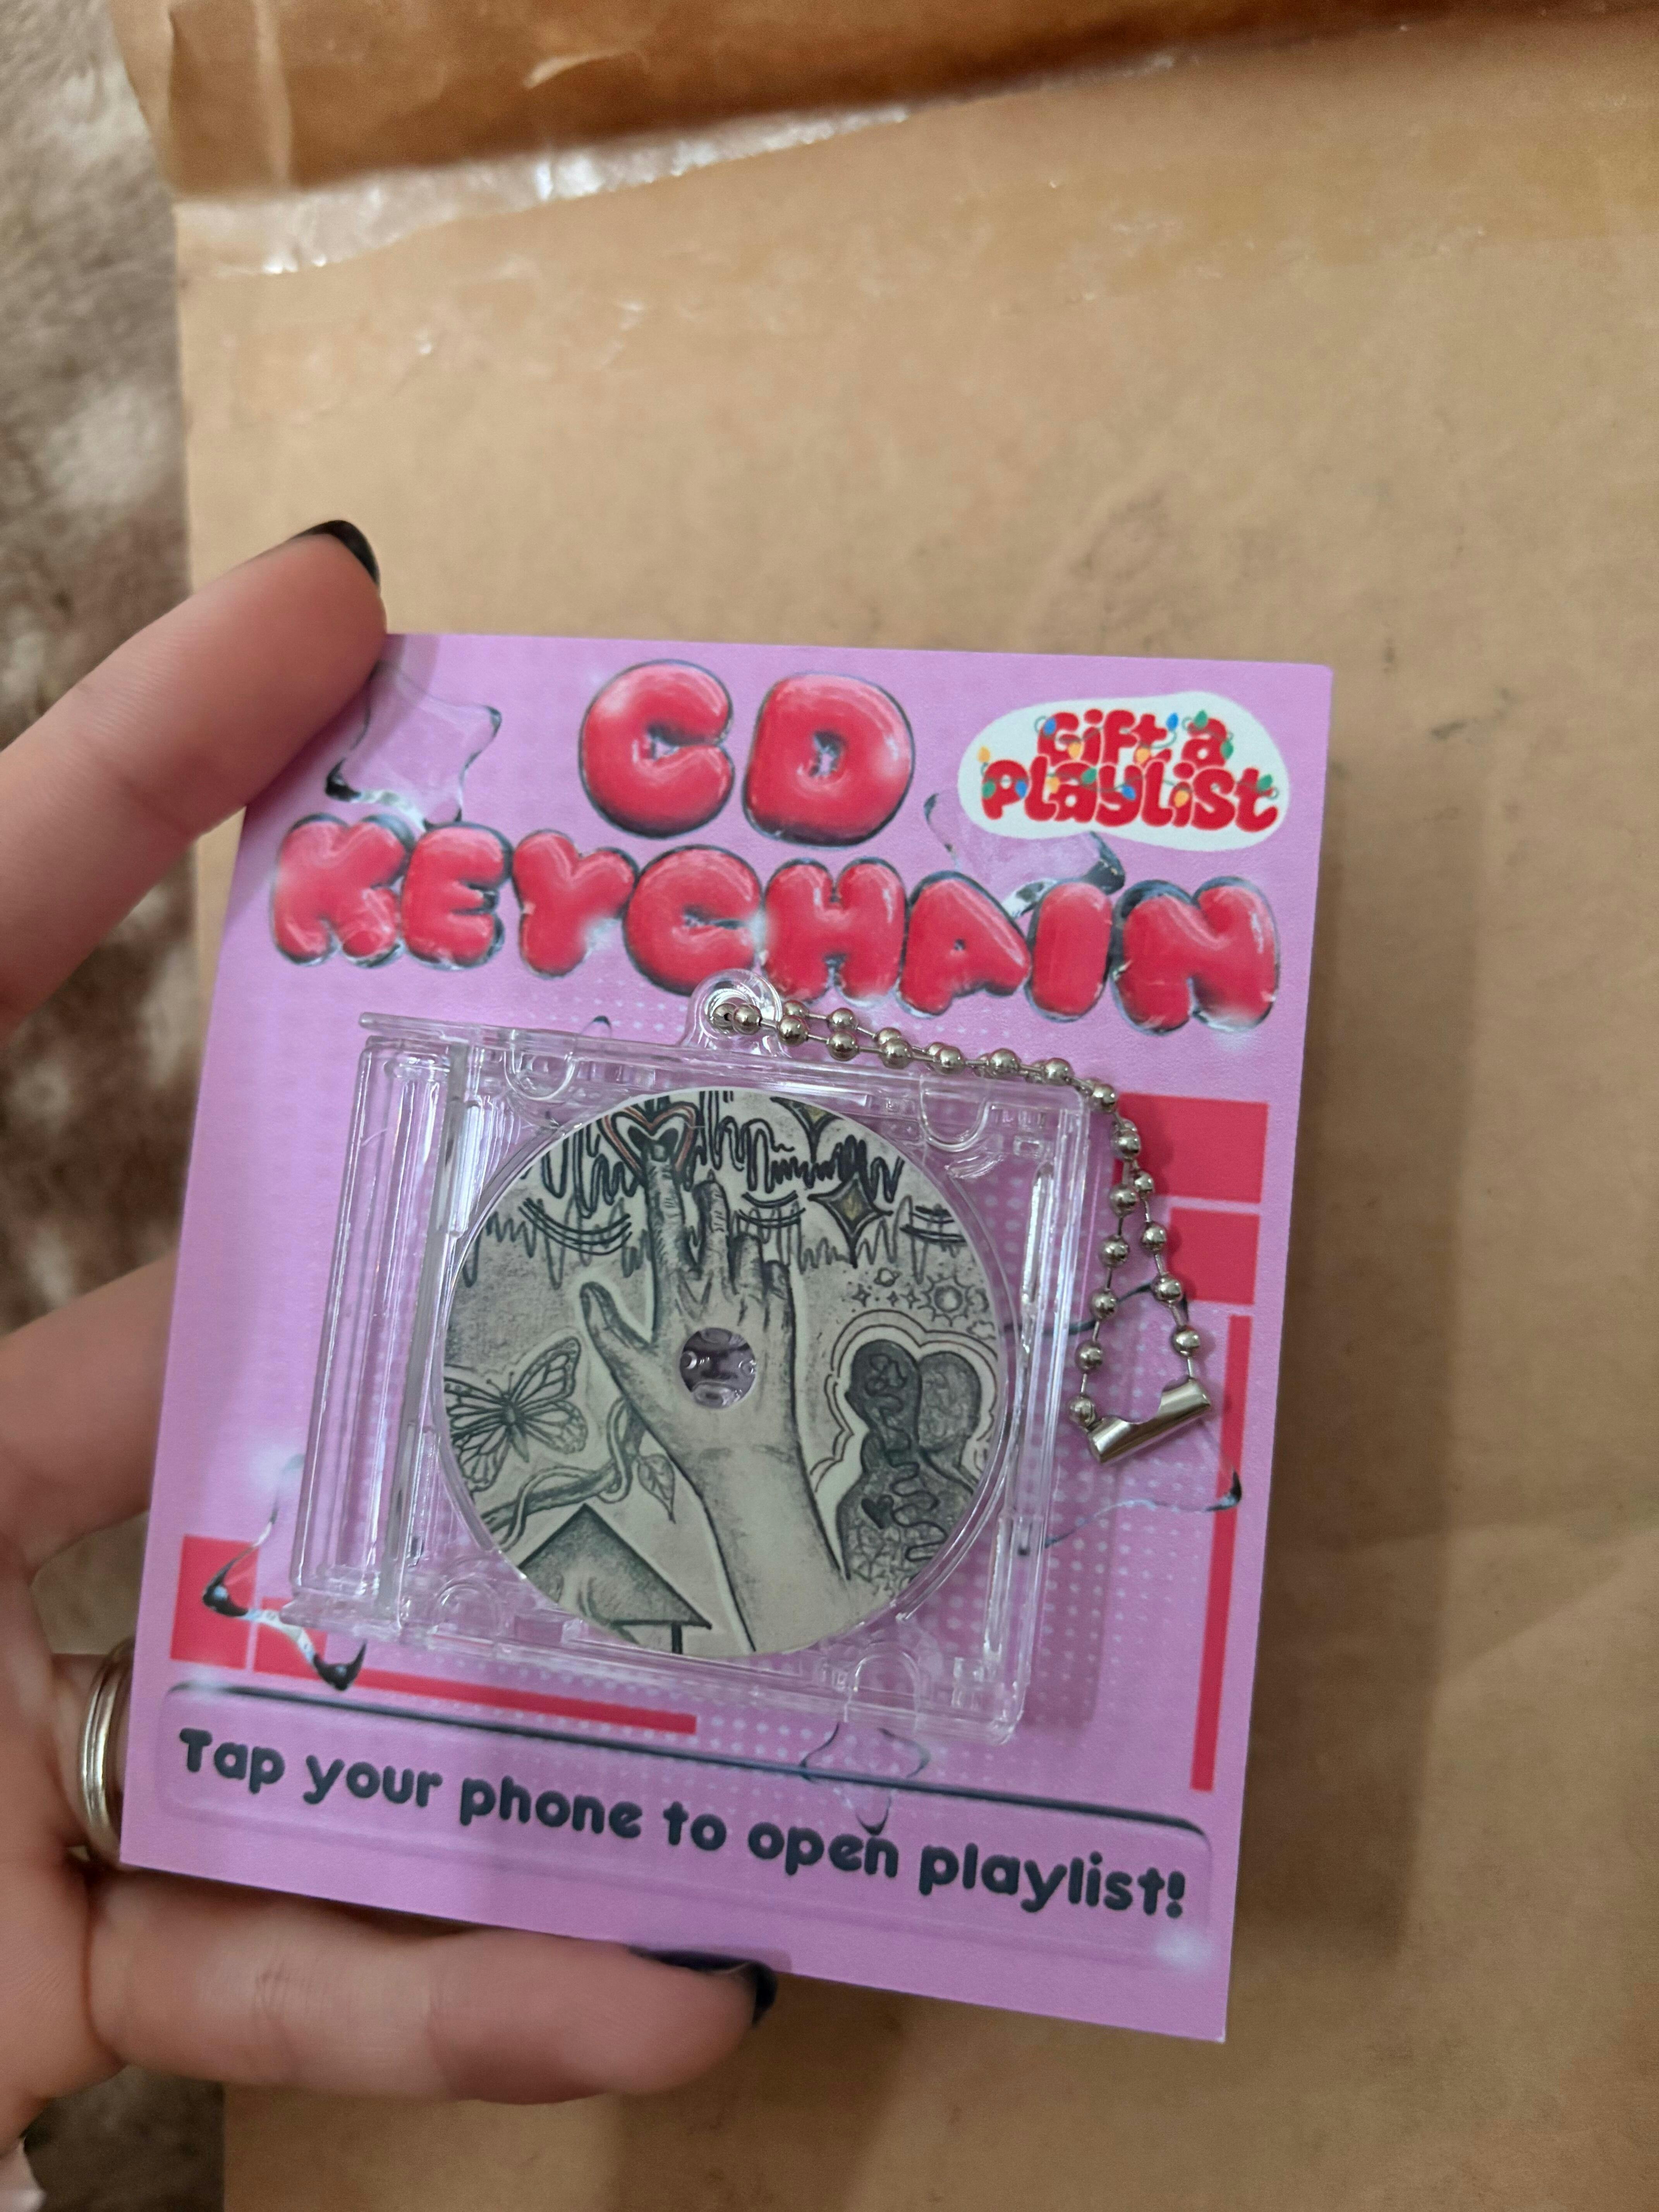 CD
Gift a
Playlist
KEYCHAIN
Tap your phone to open playlist!